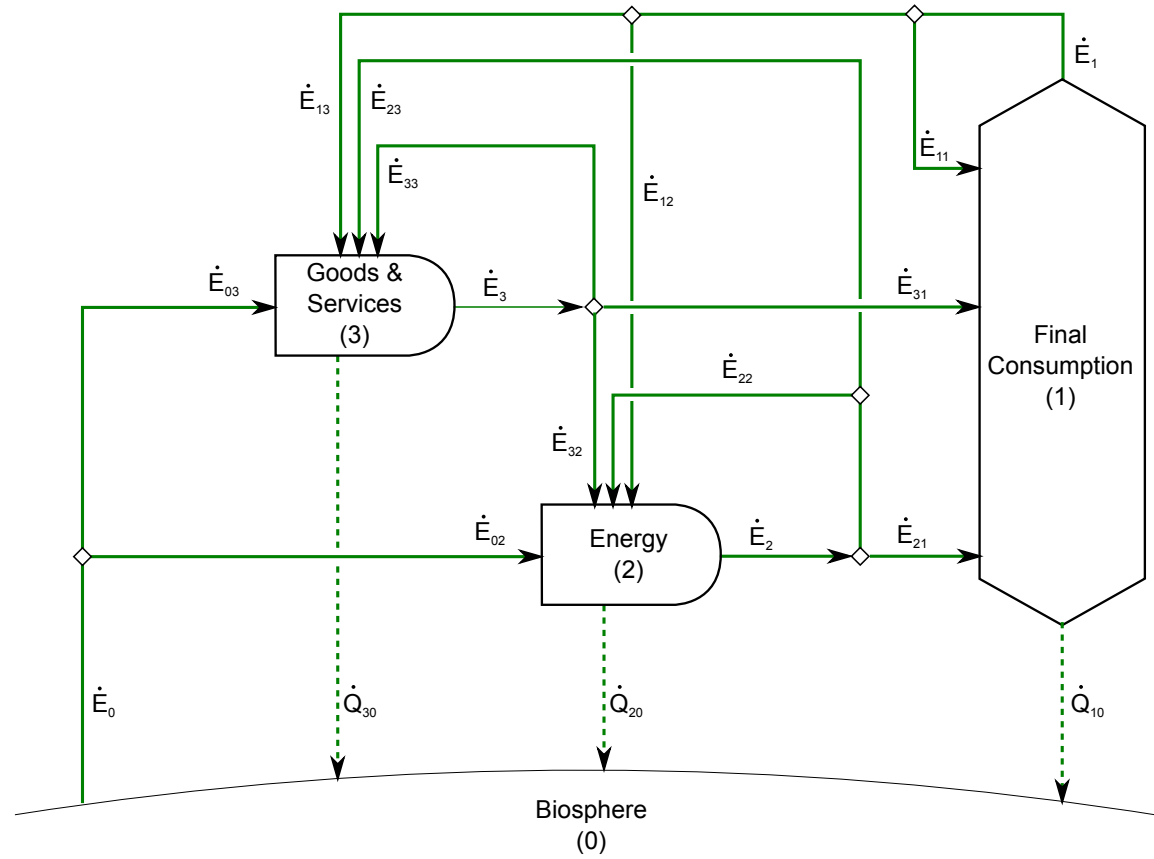 Ė₁
Ė₁₃
Ė₂₃
Ė₁₁
Ė₃₃
Ė₁₂
Ė₀₃
Goods &
Services
(3)
Ė₃
Ė₃₁
Final
Consumption
(1)
Ė₂₂
Ė₃₂
Ė₀₂
Energy
(2)
Ė₂
Ė₂₁
Ė₀
Q̇₃₀
Q̇₂₀
Q̇₁₀
Biosphere
(0)